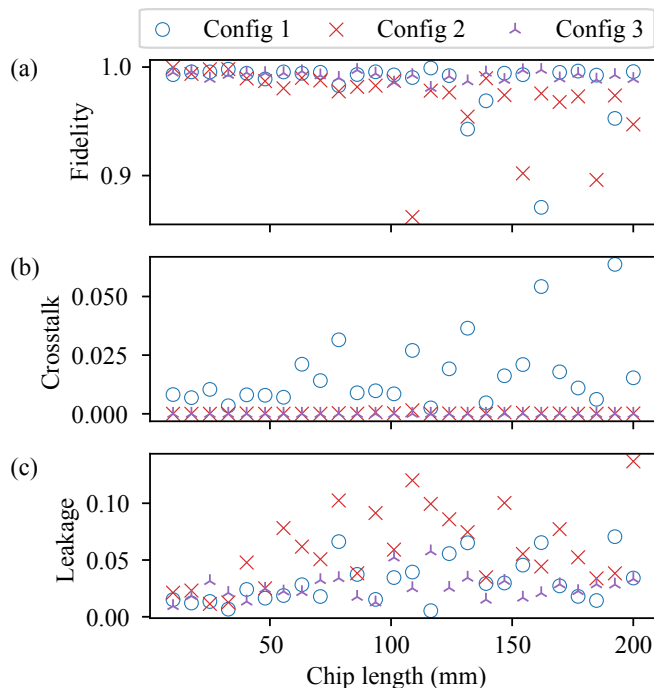 Config 1 Config 2 Config 3
(a)
1.0
0.9
Fidelity
(b)
0.050
0.025
0.000
Crosstalk
(c)
0.10
0.05
0.00
Leakage
50 100 150 200
Chip length (mm)